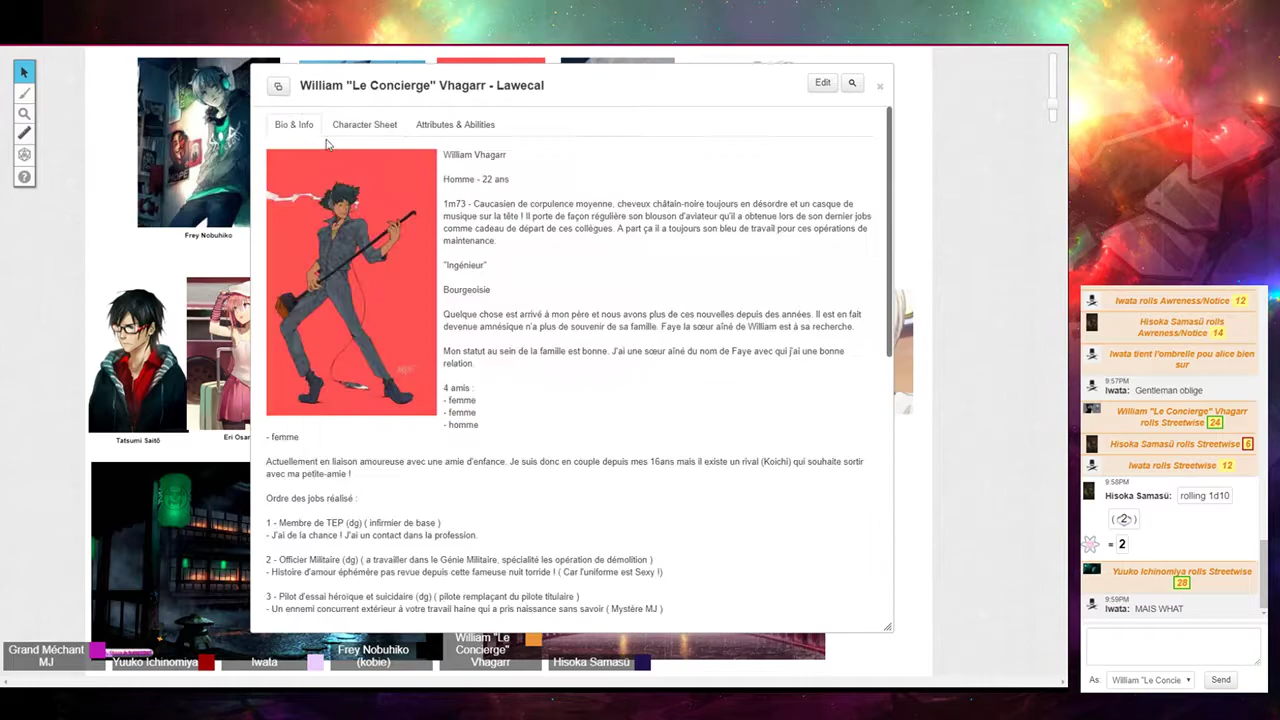 William "Le Concierge" Vhagarr - Lawecal
Edit
Bio & Info
Character Sheet
Attributes & Abilities
William Vhagarr
Homme - 22 ans
1m73 - Caucasien de corpulence moyenne, cheveux châtain-noire toujours en désordre et un casque de
musique sur la tête ! Il porte de façon régulière son blouson d'aviateur qu'il a obtenue lors de son dernier jobs
comme cadeau de départ de ces collègues. A part ça il a toujours son bleu de travail pour ces opérations de
maintenance.
"Ingénieur"
Bourgeoisie
Quelque chose est arrivé à mon père et nous avons plus de ces nouvelles depuis des années. Il est en fait
devenue amnésique n'a plus de souvenir de sa famille. Faye la sœur aîné de William est à sa recherche.
Mon statut au sein de la famille est bonne. J'ai une sœur aîné du nom de Faye avec qui j'ai une bonne
relation.
4 amis :
- femme
- femme
- homme
- femme
Actuellement en liaison amoureuse avec une amie d'enfance. Je suis donc en couple depuis mes 16ans mais il existe un rival (Koichi) qui souhaite sortir
avec ma petite-amie !
Ordre des jobs réalisé :
1 - Membre de TEP (dg) ( infirmier de base )
- J'ai de la chance ! J'ai un contact dans la profession.
2 - Officier Militaire (dg) ( a travailler dans le Génie Militaire, spécialité les opération de démolition )
- Histoire d'amour éphémère pas revue depuis cette fameuse nuit torride ! ( Car l'uniforme est Sexy !)
3 - Pilot d'essai héroïque et suicidaire (dg) ( pilote remplaçant du pilote titulaire )
- Un ennemi concurrent extérieur à votre travail haine qui a pris naissance sans savoir ( Mystère MJ )
Frey Nobuhiko
Tatsumi Saitô
Eri Osar
Grand Méchant
MJ
Yuuko Ichinomiya
Iwata
Frey Nobuhiko
(kobie)
William "Le
Concierge"
Vhagarr
Hisoka Samasū
Iwata rolls Awreness/Notice 12
Hisoka Samasū rolls
Awreness/Notice 14
Iwata tient l'ombrelle pou alice bien
sur
9:57PM
Iwata: Gentleman oblige
William "Le Concierge" Vhagarr
rolls Streetwise 24
Hisoka Samasū rolls Streetwise 6
Iwata rolls Streetwise 12
9:58PM
Hisoka Samasū: rolling 1d10
(2)
= 2
Yuuko Ichinomiya rolls Streetwise
28
9:59PM
Iwata: MAIS WHAT
As: William "Le Concie
Send